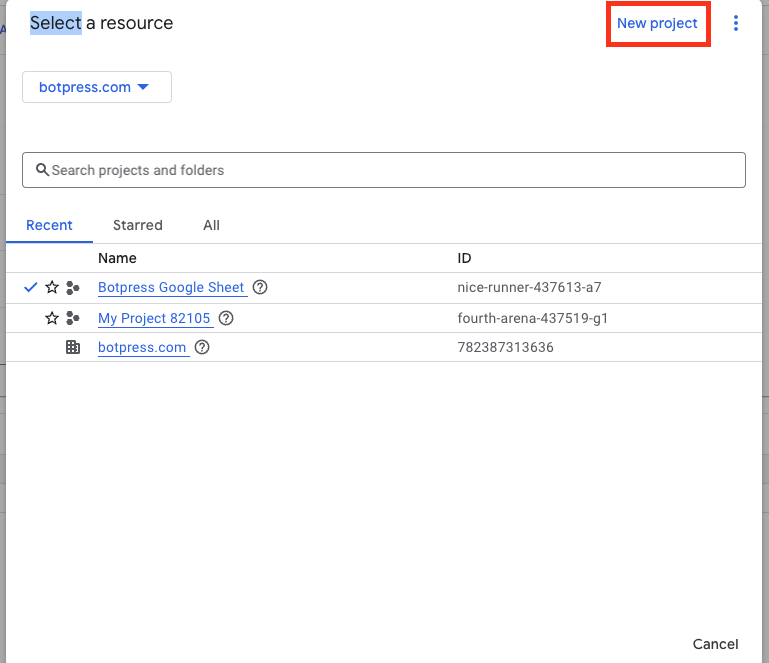 Select a resource
New project
botpress.com
Search projects and folders
Recent Starred All
Name ID
Botpress Google Sheet nice-runner-437613-a7
My Project 82105 fourth-arena-437519-g1
botpress.com 782387313636
Cancel